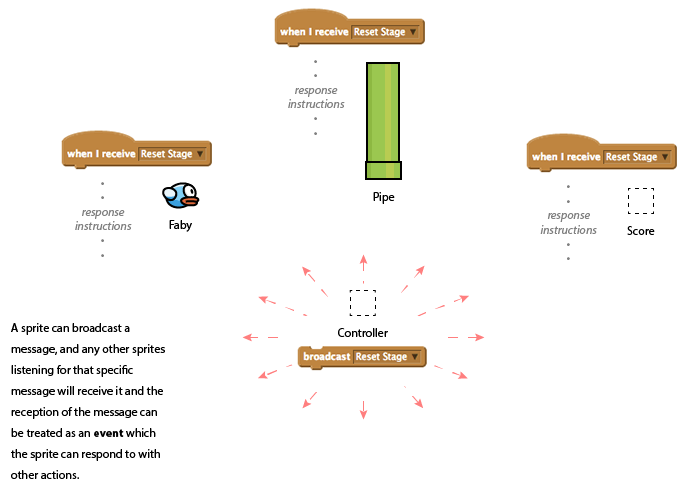 when I receive Reset Stage
response
instructions
Pipe
when I receive Reset Stage
response
instructions
Faby
when I receive Reset Stage
response
instructions
Score
Controller
broadcast Reset Stage
A sprite can broadcast a
message, and any other sprites
listening for that specific
message will receive it and the
reception of the message can
be treated as an event which
the sprite can respond to with
other actions.